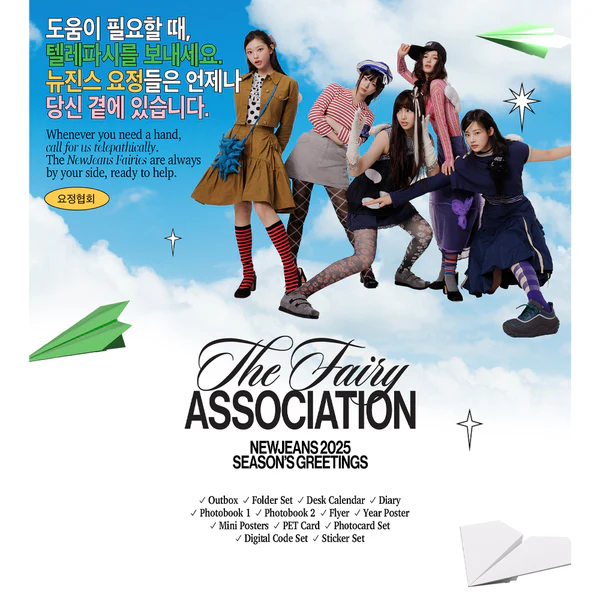 도움이 필요할 때,
텔레파시를 보내세요.
뉴진스 요정들은 언제나
당신 곁에 있습니다.
Whenever you need a hand,
call for us telepathically.
The NewJeans Fairies are always
by your side, ready to help.
요정협회
The Fairy
ASSOCIATION
NEWJEANS 2025
SEASON'S GREETINGS
✓ Outbox ✓ Folder Set ✓ Desk Calendar ✓ Diary
✓ Photobook 1 ✓ Photobook 2 ✓ Flyer ✓ Year Poster
✓ Mini Posters ✓ PET Card ✓ Photocard Set
✓ Digital Code Set ✓ Sticker Set